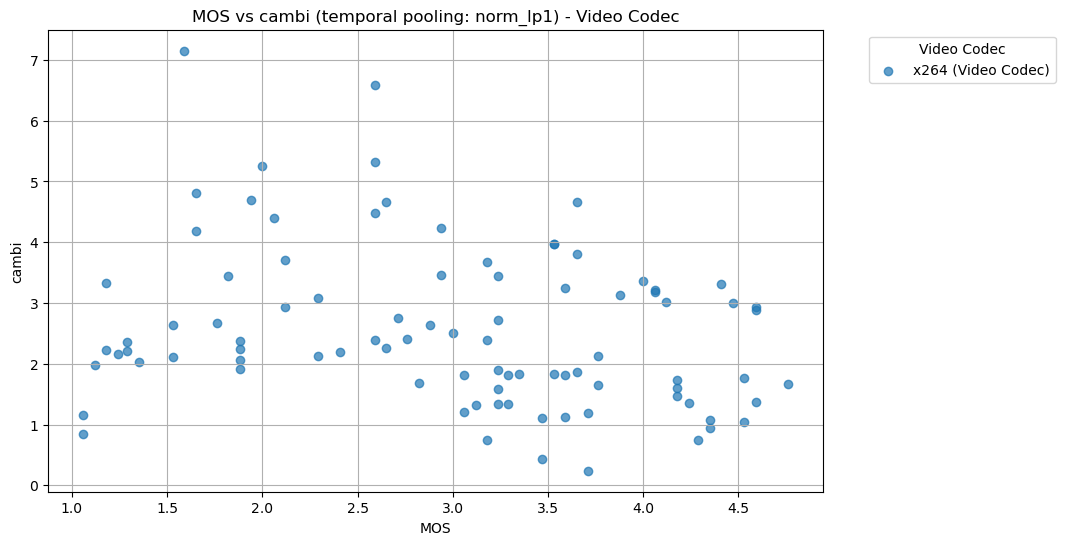 MOS vs cambi (temporal pooling: norm_lp1) - Video Codec
Video Codec
x264 (Video Codec)
cambi
7
6
5
4
3
2
1
0
1.0 1.5 2.0 2.5 3.0 3.5 4.0 4.5
MOS